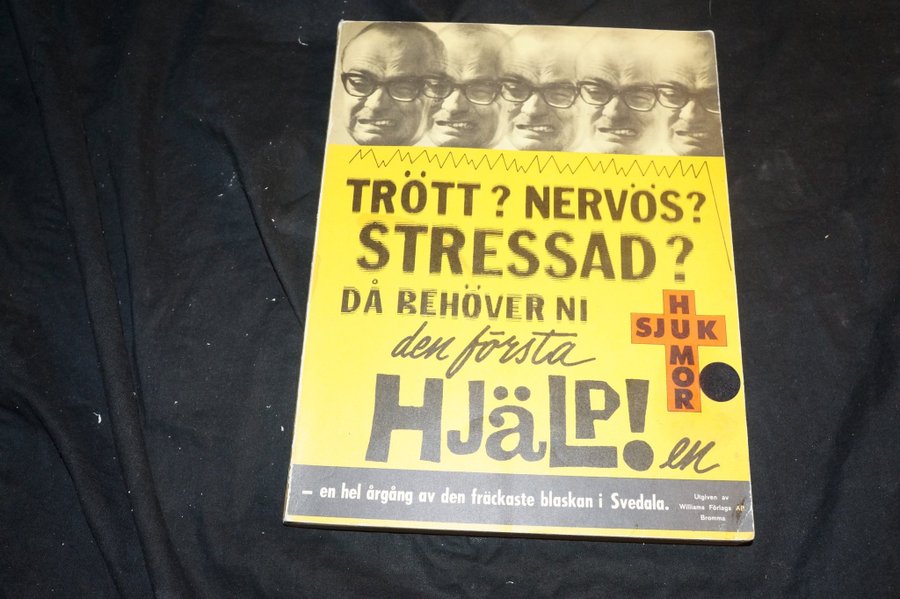 TRÖTT? NERVÖS?
STRESSAD?
DÅ BEHÖVER NI
den första
HJÄLP!en
SJUK
HUMOR
– en hel årgång av den fräckaste blaskan i Svedala.
Utgiven av
Williams Förlags AB
Bromma